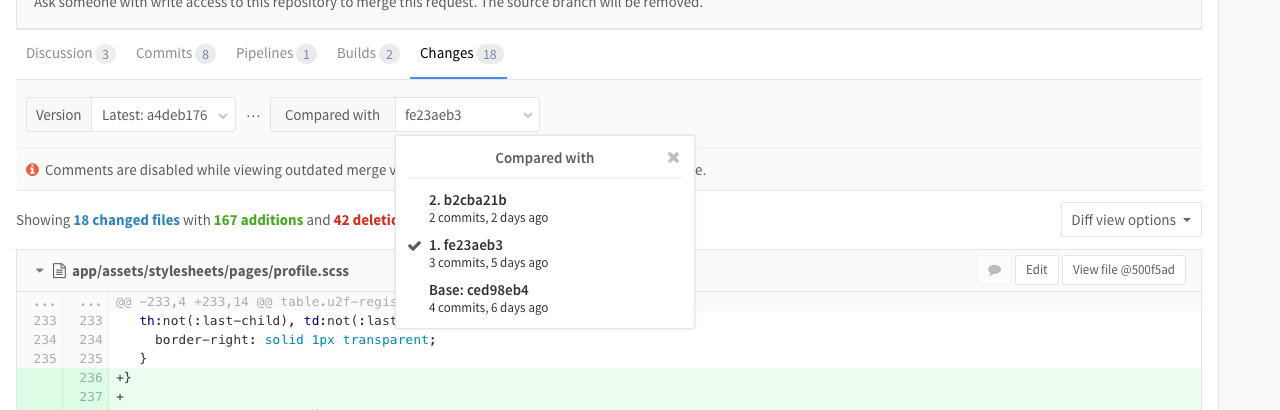 Ask someone with write access to this repository to merge this request. The source branch will be removed.
Discussion 3 Commits 8 Pipelines 1 Builds 2 Changes 18
Version Latest: a4deb176 ... Compared with fe23aeb3
Compared with
Comments are disabled while viewing outdated merge v e.
2. b2cba21b
2 commits, 2 days ago
Showing 18 changed files with 167 additions and 42 deletic
Diff view options
1. fe23aeb3
3 commits, 5 days ago
Base: ced98eb4
4 commits, 6 days ago
app/assets/stylesheets/pages/profile.scss Edit View file @500f5ad
... ... @@ -233,4 +233,14 @@ table.u2f-regis
233 233 th:not(:last-child), td:not(:last
234 234 border-right: solid 1px transparent;
235 235 }
236 +}
237 +